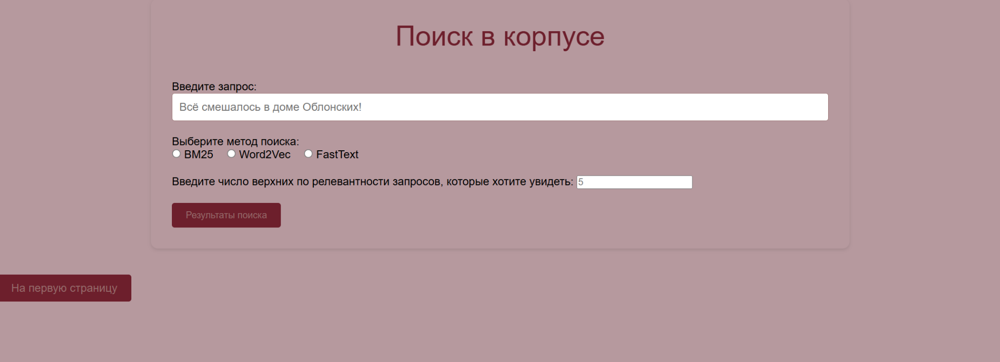 Поиск в корпусе
Введите запрос:
Всё смешалось в доме Облонских!
Выберите метод поиска:
BM25 Word2Vec FastText
Введите число верхних по релевантности запросов, которые хотите увидеть: 5
Результаты поиска
На первую страницу